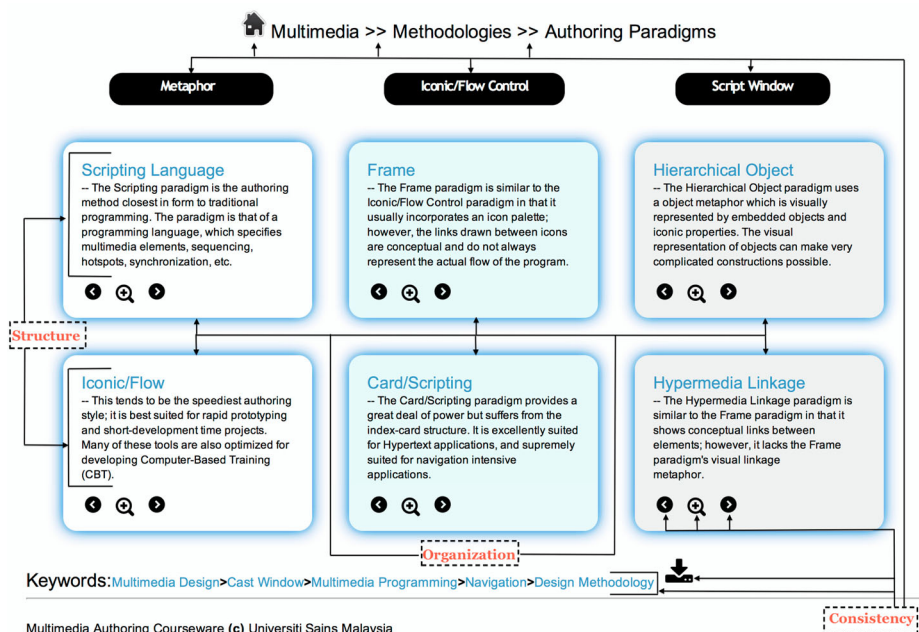 Multimedia >> Methodologies >> Authoring Paradigms
Metaphor
Iconic/Flow Control
Script Window
Scripting Language
-- The Scripting paradigm is the authoring
method closest in form to traditional
programming. The paradigm is that of a
programming language, which specifies
multimedia elements, sequencing,
hotspots, synchronization, etc.
Frame
-- The Frame paradigm is similar to the
Iconic/Flow Control paradigm in that it
usually incorporates an icon palette;
however, the links drawn between icons
are conceptual and do not always
represent the actual flow of the program.
Hierarchical Object
-- The Hierarchical Object paradigm uses
a object metaphor which is visually
represented by embedded objects and
iconic properties. The visual
representation of objects can make very
complicated constructions possible.
Structure
Iconic/Flow
-- This tends to be the speediest authoring
style; it is best suited for rapid prototyping
and short-development time projects.
Many of these tools are also optimized for
developing Computer-Based Training
(CBT).
Card/Scripting
-- The Card/Scripting paradigm provides a
great deal of power but suffers from the
index-card structure. It is excellently suited
for Hypertext applications, and supremely
suited for navigation intensive
applications.
Hypermedia Linkage
-- The Hypermedia Linkage paradigm is
similar to the Frame paradigm in that it
shows conceptual links between
elements; however, it lacks the Frame
paradigm's visual linkage
metaphor.
Organization
Keywords:Multimedia Design>Cast Window>Multimedia Programming>Navigation>Design Methodology
Consistency
Multimedia Authoring Courseware (c) Universiti Sains Malaysia